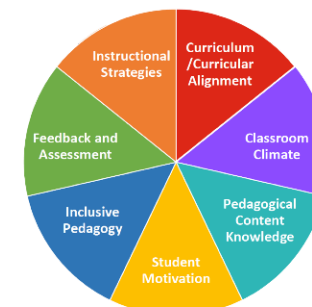 Curriculum
/Curricular
Alignment
Classroom
Climate
Pedagogical
Content
Knowledge
Student
Motivation
Inclusive
Pedagogy
Feedback and
Assessment
Instructional
Strategies